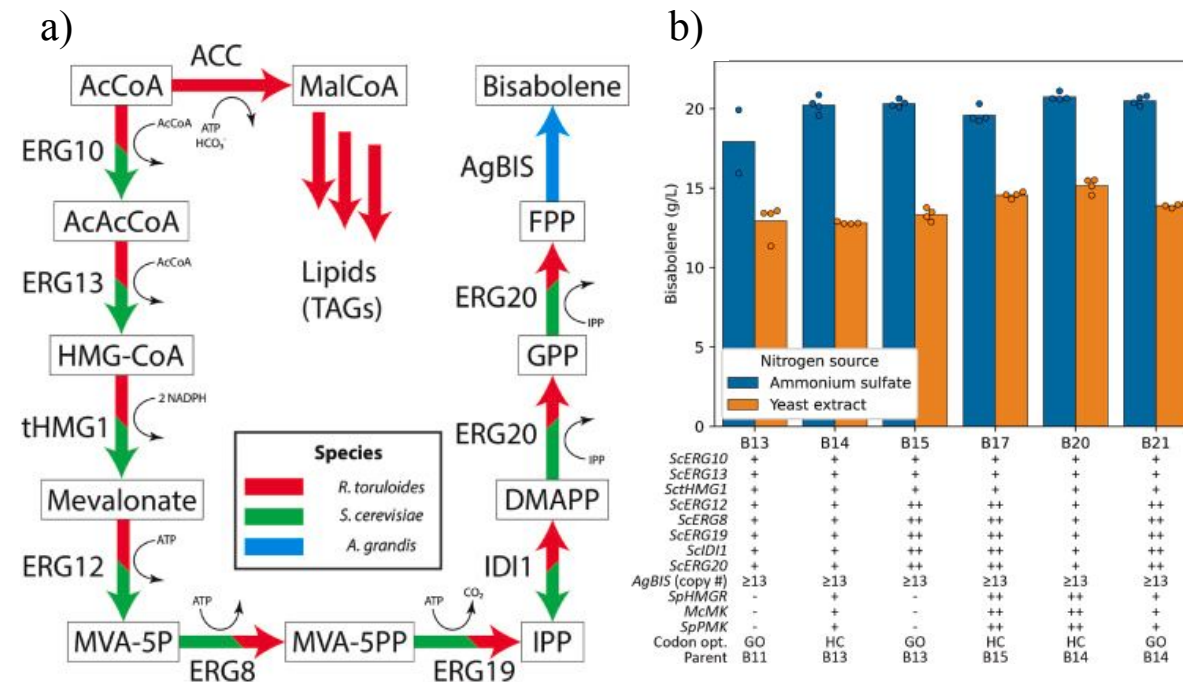 a)
ACC
AcCoA
MalCoA
ATP
HCO₃⁻
AcCoA
ERG10
AcAcCoA
AcCoA
ERG13
HMG-CoA
2 NADPH
tHMG1
Mevalonate
ATP
ERG12
MVA-5P
ATP
ERG8
MVA-5PP
ATP
CO₂
ERG19
IPP
IDI1
DMAPP
ERG20
IPP
GPP
ERG20
IPP
FPP
AgBIS
Bisabolene
Lipids
(TAGs)
Species
R. toruloides
S. cerevisiae
A. grandis
b)
Bisabolene (g/L)
20
15
10
5
0
Nitrogen source
Ammonium sulfate
Yeast extract
B13 B14 B15 B17 B20 B21
ScERG10 + + + + + +
ScERG13 + + + + + +
SctHMG1 + + + + + +
ScERG12 + + ++ ++ + ++
ScERG8 + + ++ ++ + ++
ScERG19 + + ++ ++ + ++
ScIDI1 + + ++ ++ + ++
ScERG20 + + ++ ++ + ++
AgBIS (copy #) ≥13 ≥13 ≥13 ≥13 ≥13 ≥13
SpHMGR - + - ++ ++ +
McMK - + - ++ ++ +
SpPMK - + - ++ ++ +
Codon opt. GO HC GO HC HC GO
Parent B11 B13 B13 B15 B14 B14